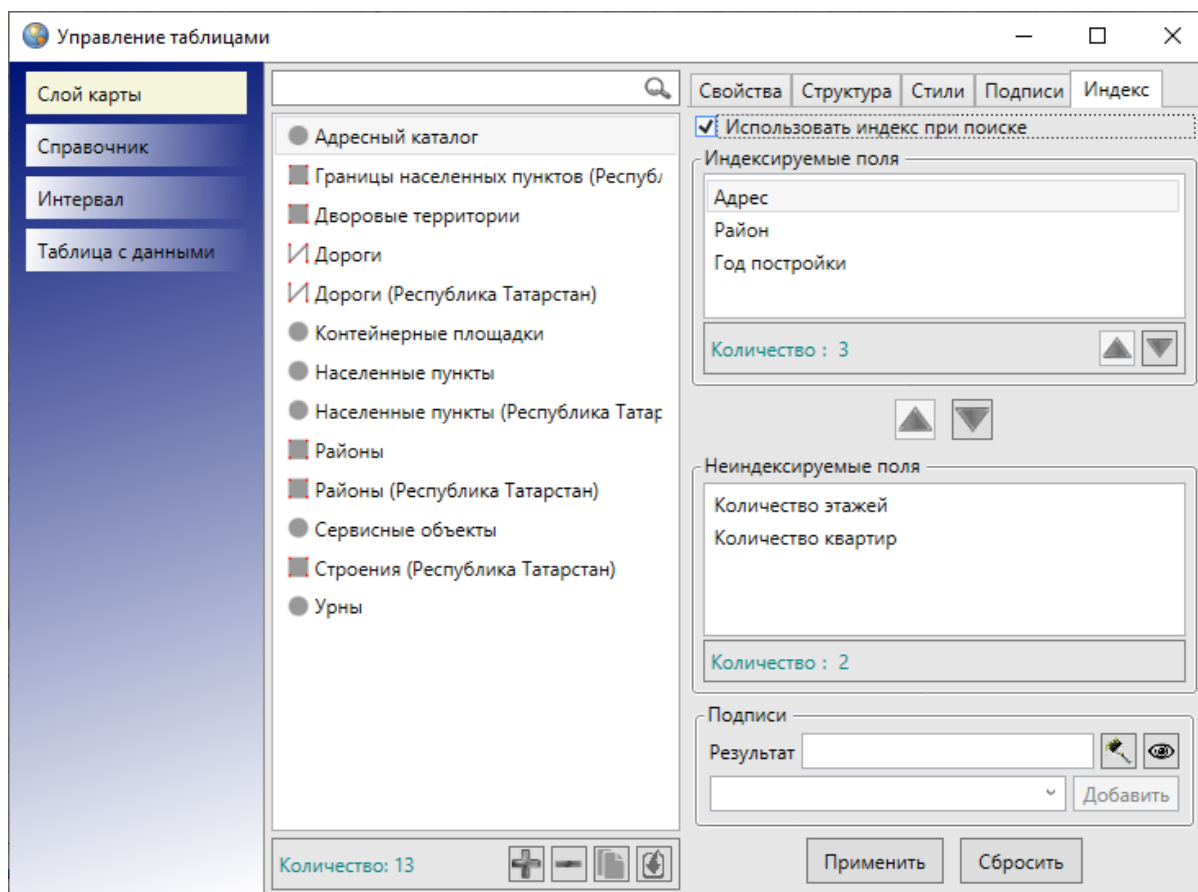 Управление таблицами
Слой карты
Справочник
Интервал
Таблица с данными
Адресный каталог
Границы населенных пунктов (Республ
Дворовые территории
Дороги
Дороги (Республика Татарстан)
Контейнерные площадки
Населенные пункты
Населенные пункты (Республика Татар
Районы
Районы (Республика Татарстан)
Сервисные объекты
Строения (Республика Татарстан)
Урны
Количество: 13
Свойства Структура Стили Подписи Индекс
Использовать индекс при поиске
Индексируемые поля
Адрес
Район
Год постройки
Количество : 3
Неиндексируемые поля
Количество этажей
Количество квартир
Количество : 2
Подписи
Результат
Добавить
Применить Сбросить